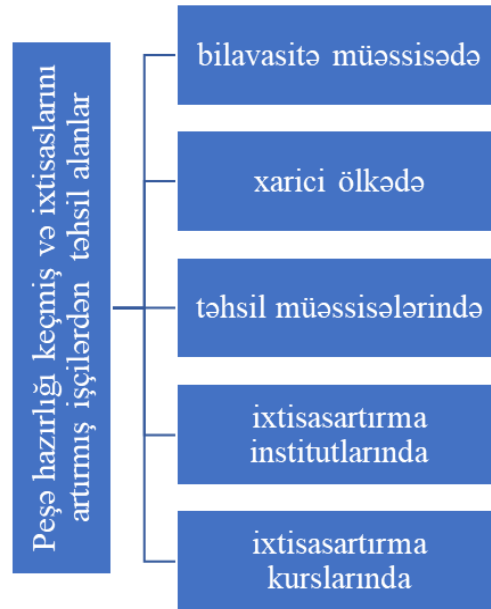 Peşə hazırlığı keçmiş və ixtisaslarını
artırmış işçilərdən təhsil alanlar
bilavasitə müəssisədə
xarici ölkədə
təhsil müəssisələrində
ixtisasartırma
institutlarında
ixtisasartırma
kurslarında